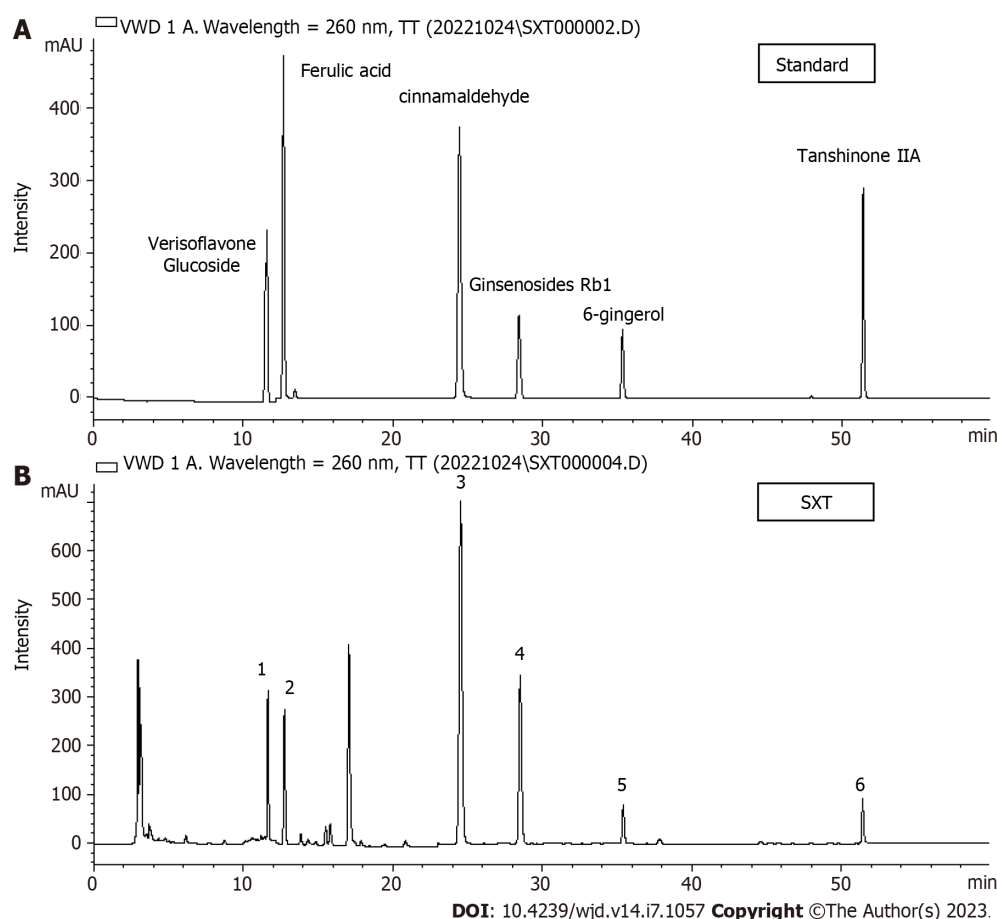 A
VWD 1 A. Wavelength = 260 nm, TT (20221024\SXT000002.D)
mAU
Standard
Ferulic acid
cinnamaldehyde
Tanshinone IIA
Verisoflavone
Glucoside
Ginsenosides Rb1
6-gingerol
Intensity
400
300
200
100
0
0 10 20 30 40 50 min
B
VWD 1 A. Wavelength = 260 nm, TT (20221024\SXT000004.D)
mAU
SXT
3
1
2
4
5
6
Intensity
600
500
400
300
200
100
0
0 10 20 30 40 50 min
DOI: 10.4239/wjd.v14.i7.1057 Copyright ©The Author(s) 2023.